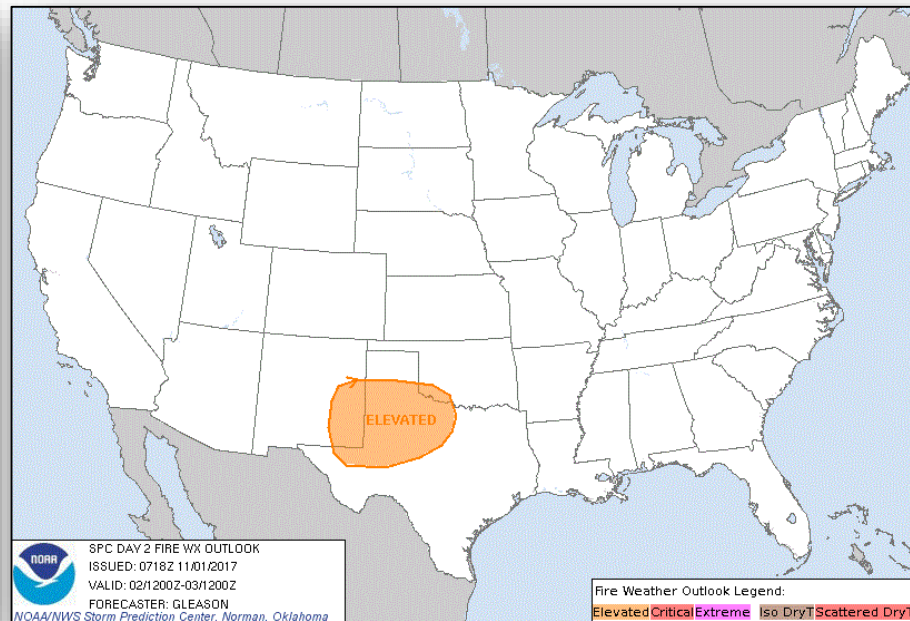 ELEVATED
NOAA
SPC DAY 2 FIRE WX OUTLOOK
ISSUED: 0718Z 11/01/2017
VALID: 02/1200Z-03/1200Z
FORECASTER: GLEASON
NOAA/NWS Storm Prediction Center, Norman, Oklahoma
Fire Weather Outlook Legend:
Elevated Critical Extreme Iso DryT Scattered DryT